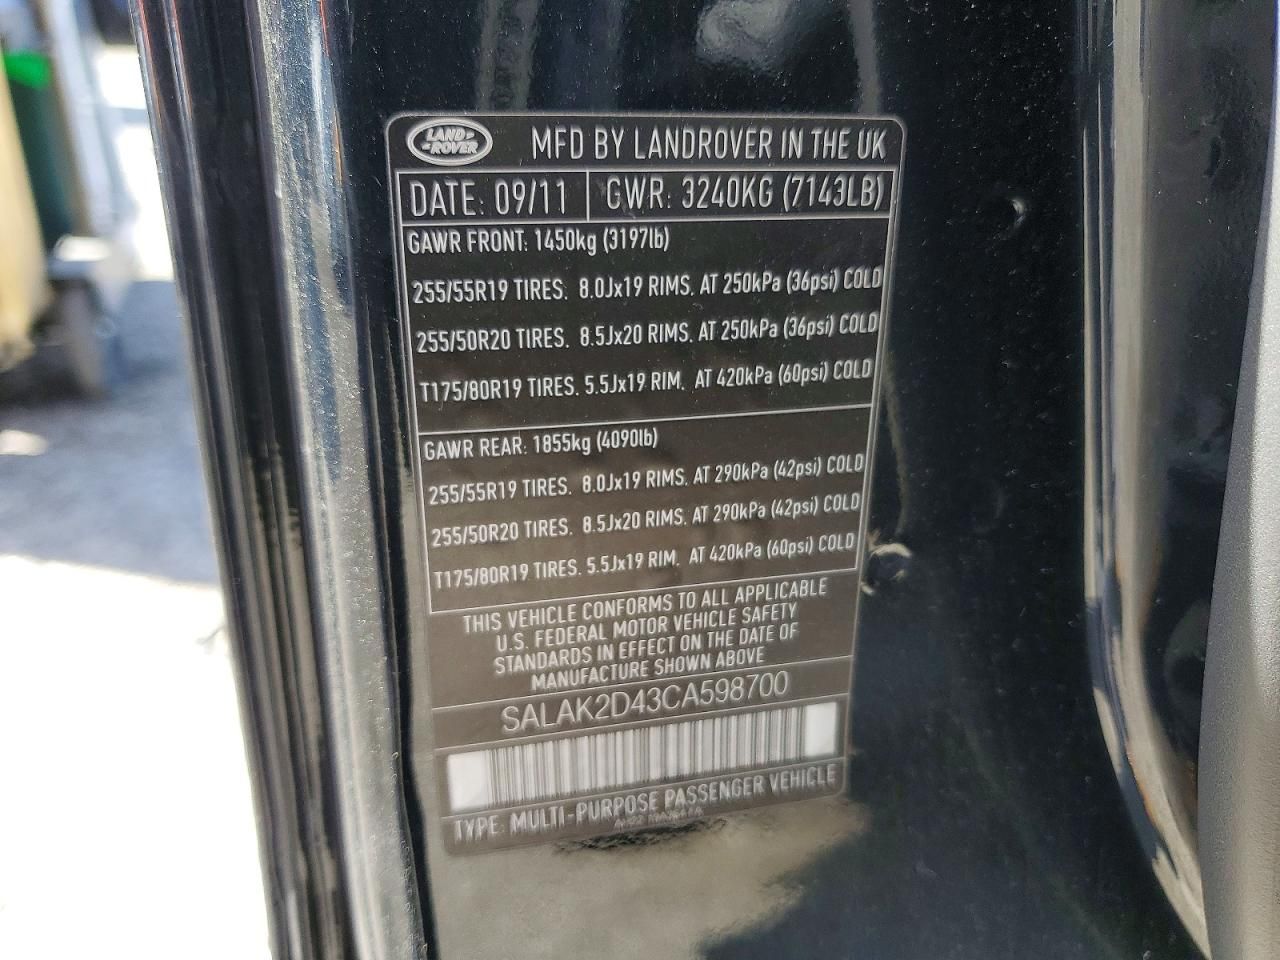 LAND ROVER
MFD BY LANDROVER IN THE UK
DATE: 09/11 GWR: 3240KG (7143LB)
GAWR FRONT: 1450kg (3197lb)
255/55R19 TIRES. 8.0Jx19 RIMS. AT 250kPa (36psi) COLD
255/50R20 TIRES. 8.5Jx20 RIMS. AT 250kPa (36psi) COLD
T175/80R19 TIRES. 5.5Jx19 RIM. AT 420kPa (60psi) COLD
GAWR REAR: 1855kg (4090lb)
255/55R19 TIRES. 8.0Jx19 RIMS. AT 290kPa (42psi) COLD
255/50R20 TIRES. 8.5Jx20 RIMS. AT 290kPa (42psi) COLD
T175/80R19 TIRES. 5.5Jx19 RIM. AT 420kPa (60psi) COLD
THIS VEHICLE CONFORMS TO ALL APPLICABLE
U.S. FEDERAL MOTOR VEHICLE SAFETY
STANDARDS IN EFFECT ON THE DATE OF
MANUFACTURE SHOWN ABOVE
SALAK2D43CA598700
TYPE: MULTI-PURPOSE PASSENGER VEHICLE